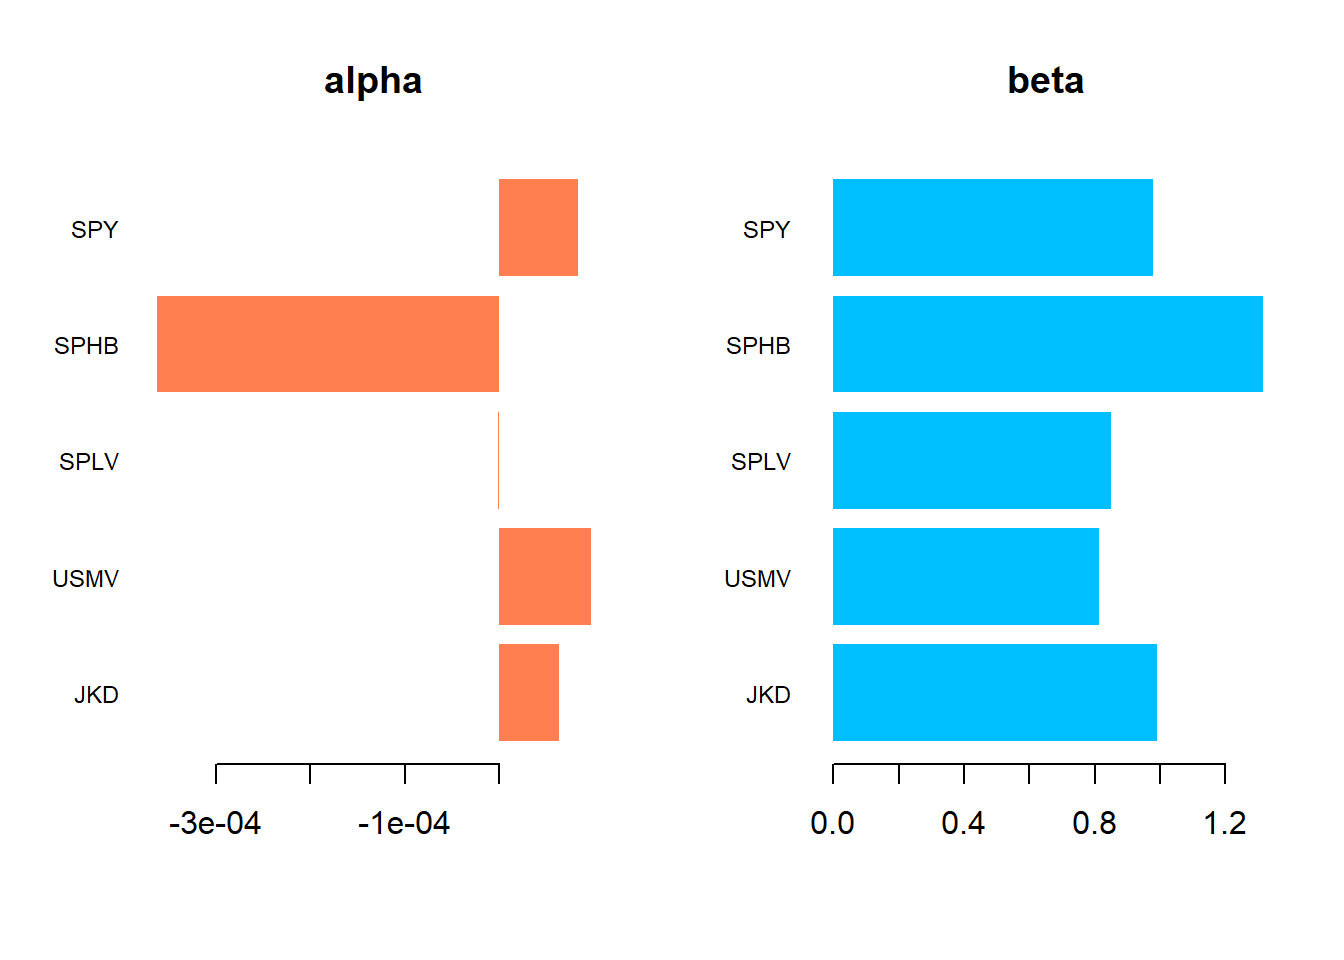 alpha
SPY
SPHB
SPLV
USMV
JKD
-3e-04 -1e-04
beta
SPY
SPHB
SPLV
USMV
JKD
0.0 0.4 0.8 1.2